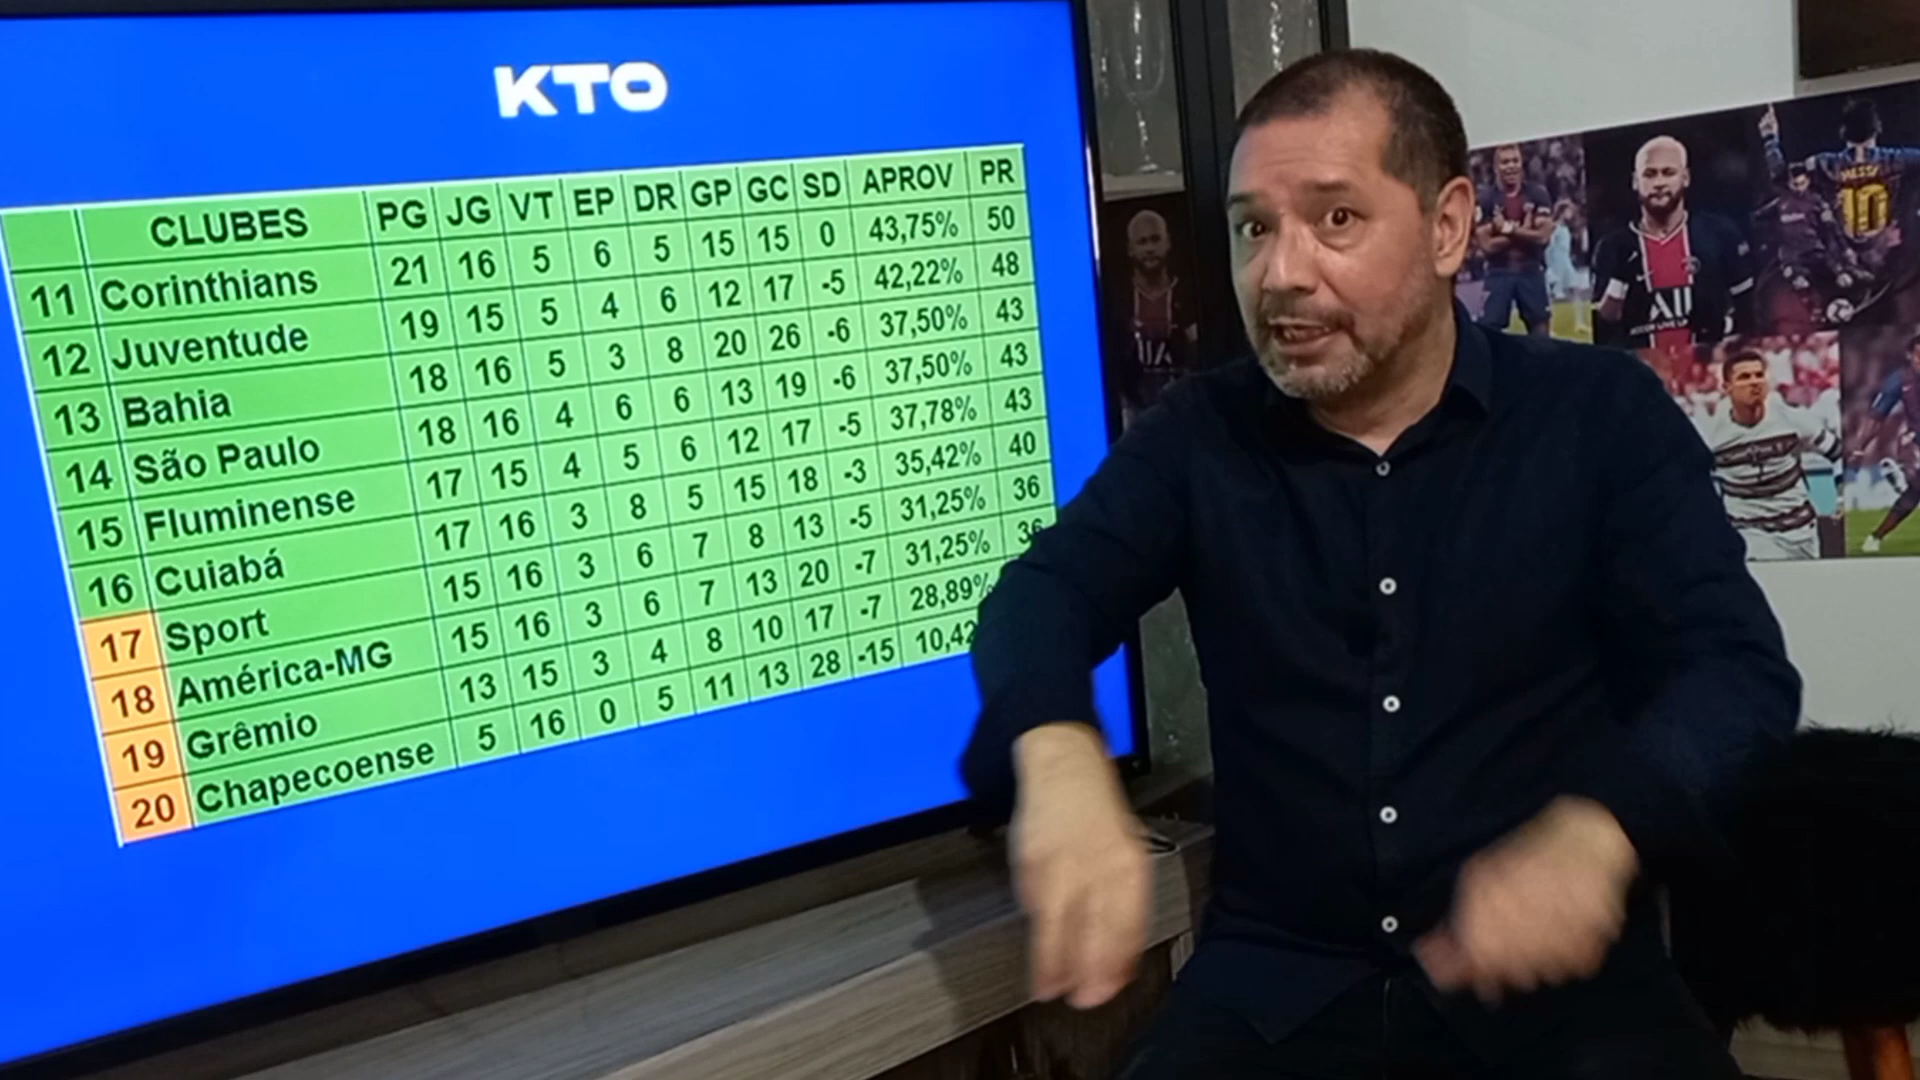 KTO
CLUBES PG JG VT EP DR GP GC SD APROV PR
11 Corinthians 21 16 5 6 5 15 15 0 43,75% 50
12 Juventude 19 15 5 4 6 12 17 -5 42,22% 48
13 Bahia 18 16 5 3 8 20 26 -6 37,50% 43
14 São Paulo 18 16 4 6 6 13 19 -6 37,50% 43
15 Fluminense 17 15 4 5 6 12 17 -5 37,78% 43
16 Cuiabá 17 16 3 8 5 15 18 -3 35,42% 40
17 Sport 15 16 3 6 7 8 13 -5 31,25% 36
18 América-MG 15 16 3 6 7 13 20 -7 31,25% 36
19 Grêmio 13 15 3 4 8 10 17 -7 28,89%
20 Chapecoense 5 16 0 5 11 13 28 -15 10,42
MESSI
10
ALL